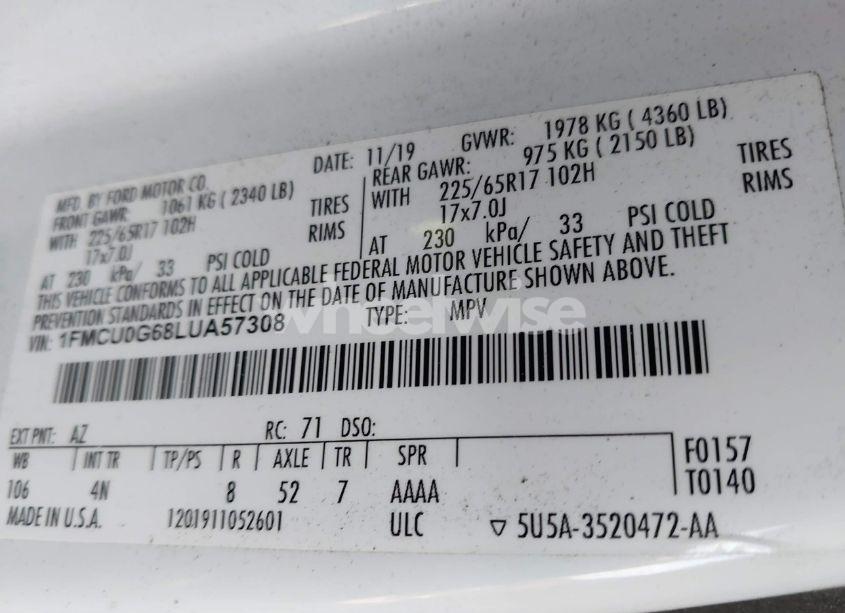 MFD. BY FORD MOTOR CO. DATE: 11/19 GVWR: 1978 KG ( 4360 LB)
FRONT GAWR: 1061 KG ( 2340 LB) REAR GAWR: 975 KG ( 2150 LB)
WITH 225/65R17 102H TIRES WITH 225/65R17 102H TIRES
17x7.0J RIMS 17x7.0J RIMS
AT 230 kPa/ 33 PSI COLD AT 230 kPa/ 33 PSI COLD
THIS VEHICLE CONFORMS TO ALL APPLICABLE FEDERAL MOTOR VEHICLE SAFETY AND THEFT
PREVENTION STANDARDS IN EFFECT ON THE DATE OF MANUFACTURE SHOWN ABOVE.
VIN: 1FMCU0G68LUA57308 TYPE: MPV
wheelwise
EXT PNT: AZ RC: 71 DSO:
WB INT TR TP/PS R AXLE TR SPR F0157
106 4N 8 52 7 AAAA T0140
MADE IN U.S.A. 1201911052601 ULC ▽ 5U5A-3520472-AA